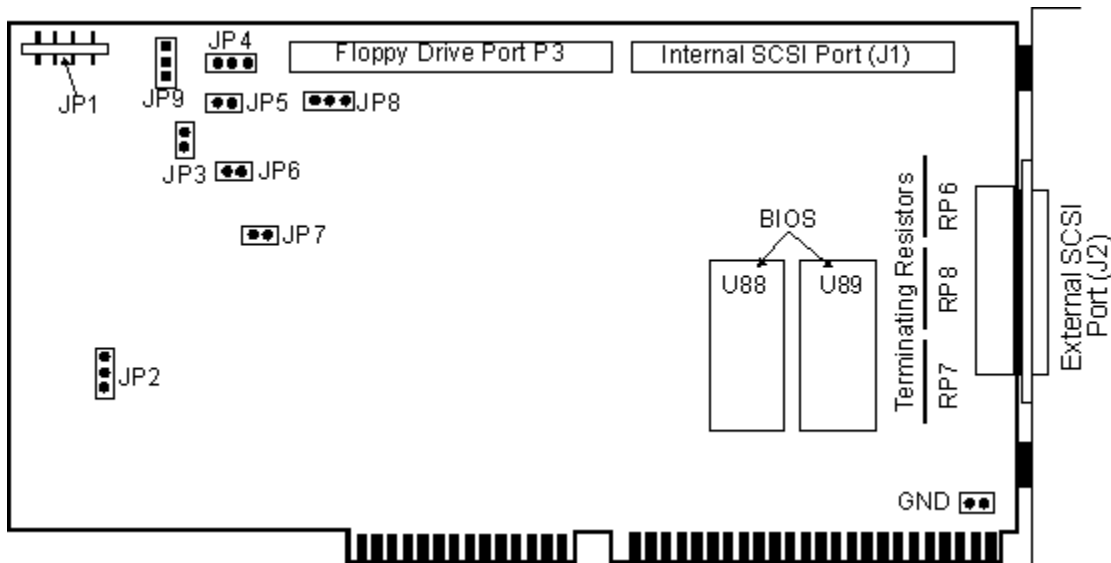 JP4
Floppy Drive Port P3
Internal SCSI Port (J1)
JP1
JP9
JP5
JP8
JP3
JP6
JP7
BIOS
U88
U89
Terminating Resistors
RP6
RP8
RP7
External SCSI
Port (J2)
JP2
GND